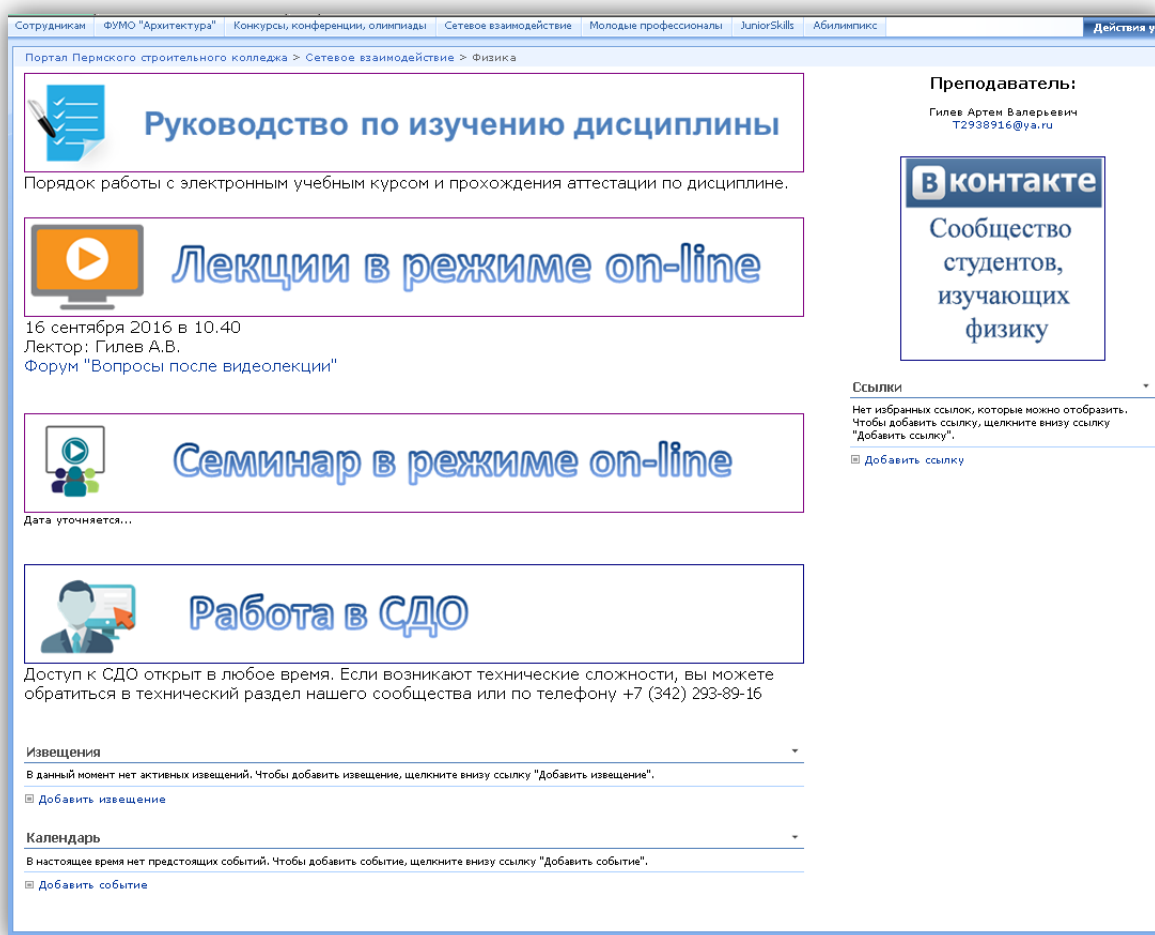 Сотрудникам ФУМО "Архитектура" Конкурсы, конференции, олимпиады Сетевое взаимодействие Молодые профессионалы JuniorSkills Абилимпикс Действия у
Портал Пермского строительного колледжа > Сетевое взаимодействие > Физика
Руководство по изучению дисциплины
Порядок работы с электронным учебным курсом и прохождения аттестации по дисциплине.
Лекции в режиме on-line
16 сентября 2016 в 10.40
Лектор: Гилев А.В.
Форум "Вопросы после видеолекции"
Семинар в режиме on-line
Дата уточняется...
Работа в СДО
Доступ к СДО открыт в любое время. Если возникают технические сложности, вы можете
обратиться в технический раздел нашего сообщества или по телефону +7 (342) 293-89-16
Извещения
В данный момент нет активных извещений. Чтобы добавить извещение, щелкните внизу ссылку "Добавить извещение".
Добавить извещение
Календарь
В настоящее время нет предстоящих событий. Чтобы добавить событие, щелкните внизу ссылку "Добавить событие".
Добавить событие
Преподаватель:
Гилев Артем Валерьевич
T2938916@ya.ru
В контакте
Сообщество
студентов,
изучающих
физику
Ссылки
Нет избранных ссылок, которые можно отобразить.
Чтобы добавить ссылку, щелкните внизу ссылку
"Добавить ссылку".
Добавить ссылку